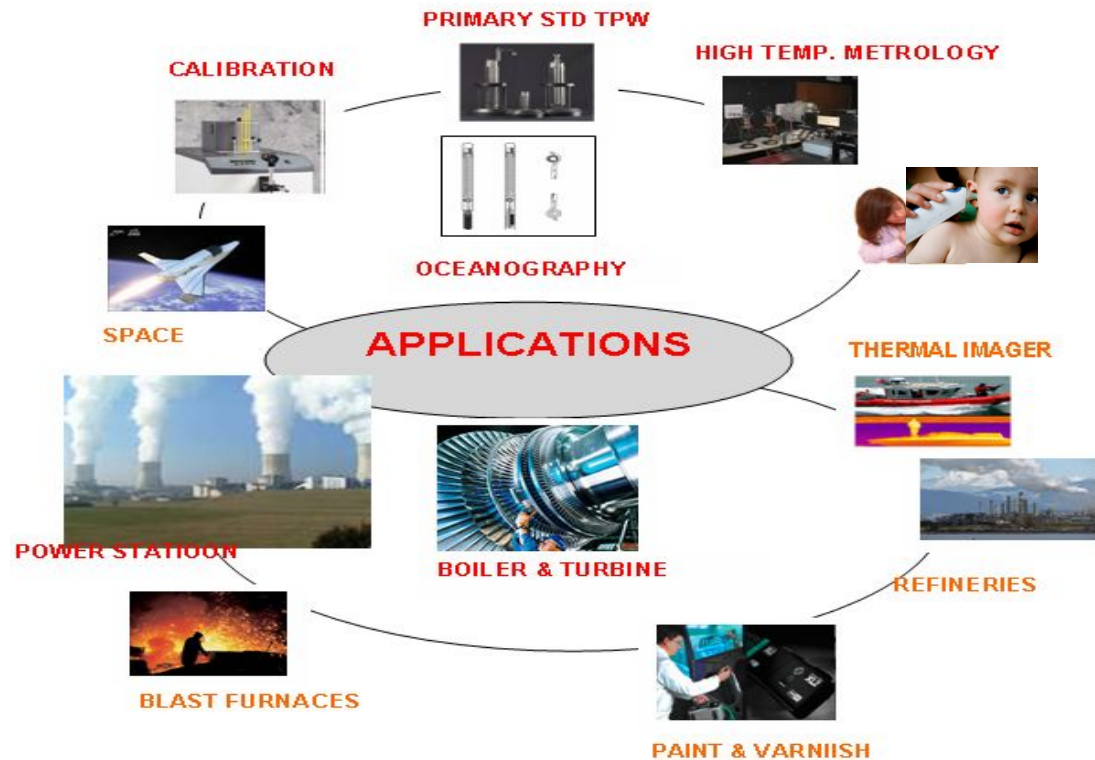 PRIMARY STD TPW
HIGH TEMP. METROLOGY
CALIBRATION
OCEANOGRAPHY
SPACE
APPLICATIONS
THERMAL IMAGER
POWER STATIOON
BOILER & TURBINE
REFINERIES
BLAST FURNACES
PAINT & VARNIISH